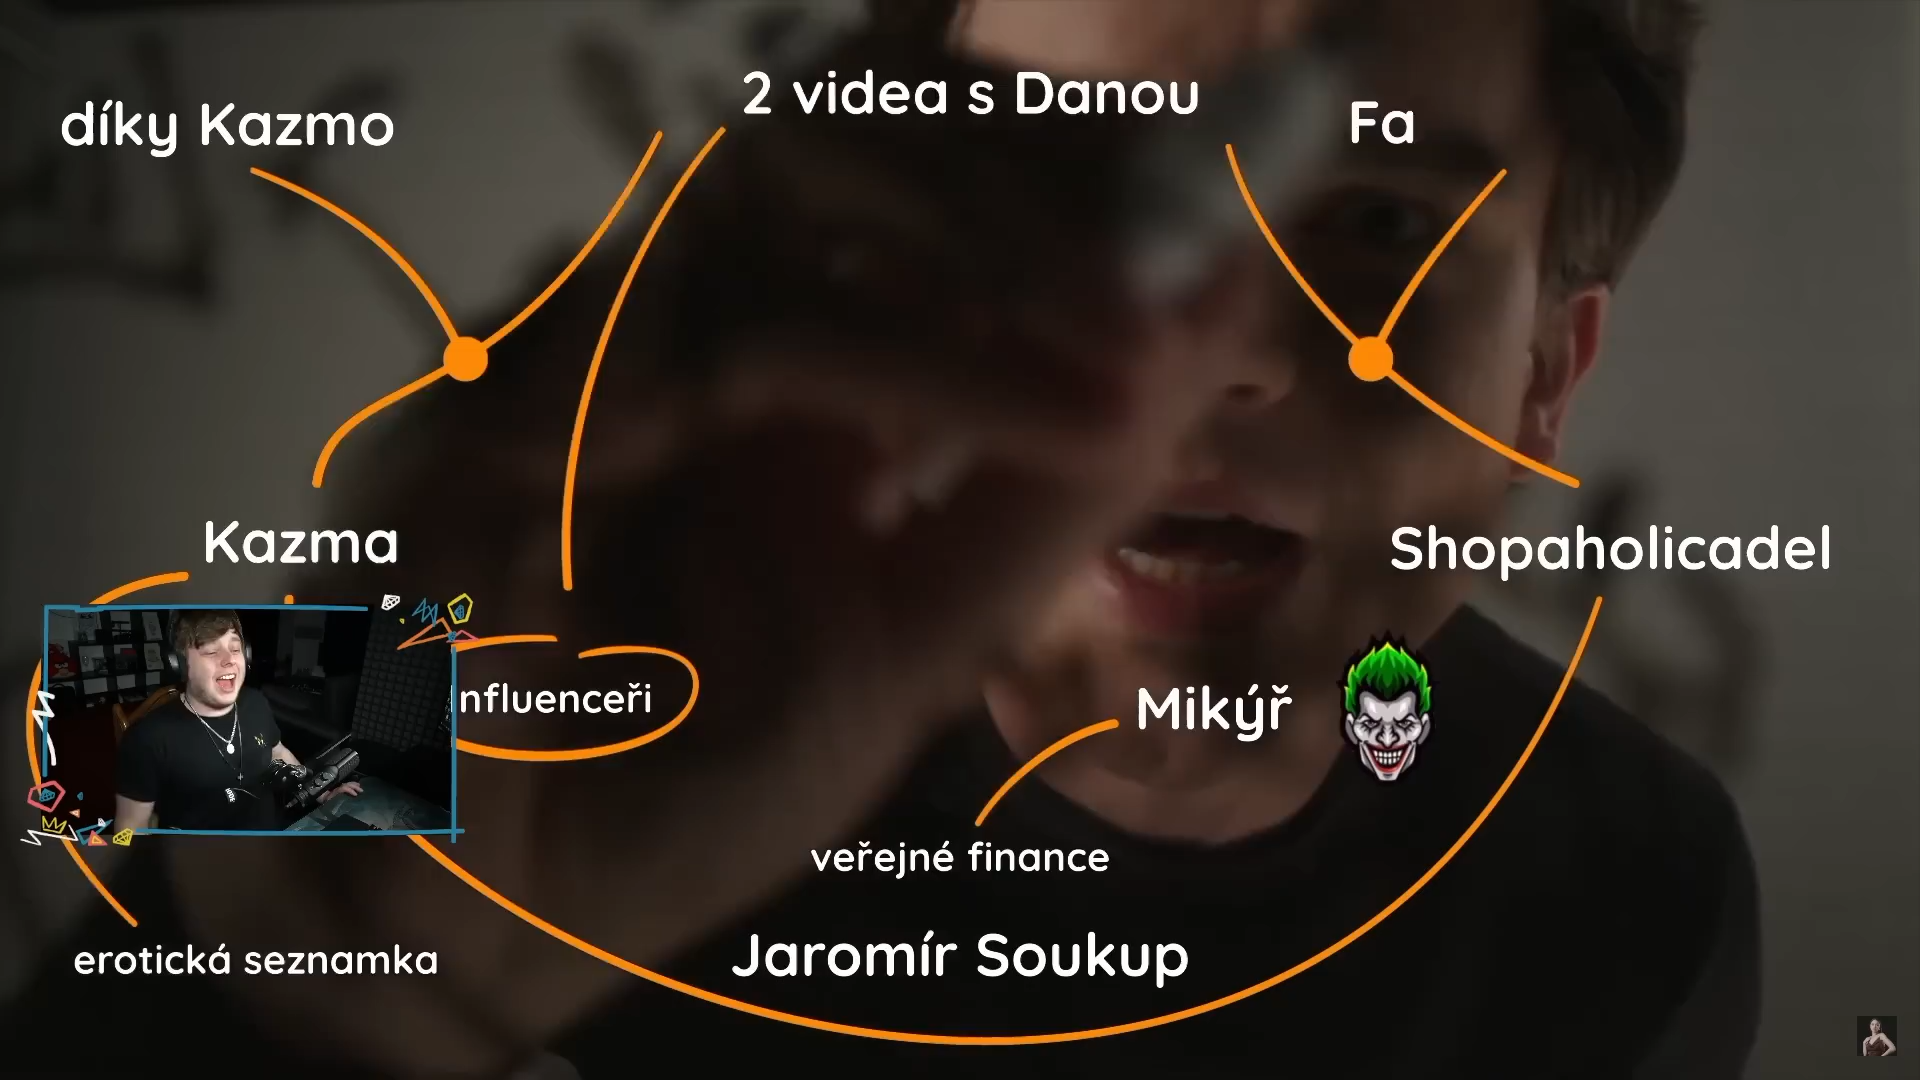 díky Kazmo
2 videa s Danou
Fa
Kazma
Shopaholicadel
nfluenceři
Mikýř
veřejné finance
Jaromír Soukup
erotická seznamka